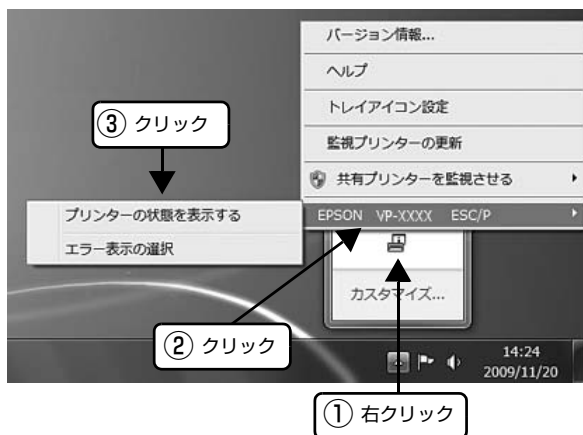 バージョン情報...
ヘルプ
トレイアイコン設定
監視プリンターの更新
共有プリンターを監視させる
EPSON VP-XXXX ESC/P
③ クリック
プリンターの状態を表示する
エラー表示の選択
カスタマイズ...
② クリック
14:24
2009/11/20
① 右クリック